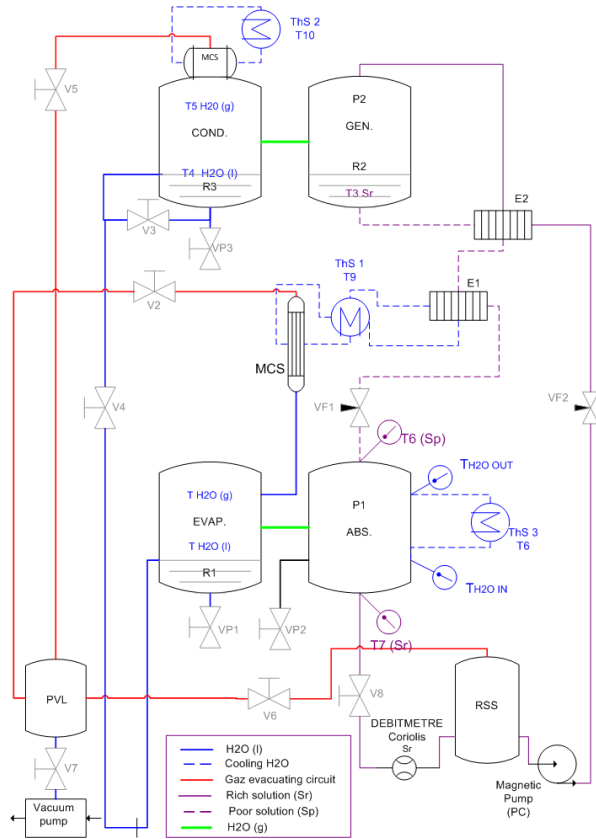 ThS 2
T10
MCS
V5
T5 H20 (g)
COND.
T4 H2O (l)
R3
P2
GEN.
R2
T3 Sr
V3
VP3
E2
ThS 1
T9
E1
V2
MCS
V4
VF1
VF2
T6 (Sp)
TH2O OUT
T H2O (g)
EVAP.
T H2O (l)
R1
P1
ABS.
ThS 3
T6
TH2O IN
VP1
VP2
T7 (Sr)
PVL
V6
V8
RSS
DEBITMETRE
Coriolis
Sr
V7
Vacuum
pump
Magnetic
Pump
(PC)
H2O (l)
Cooling H2O
Gaz evacuating circuit
Rich solution (Sr)
Poor solution (Sp)
H2O (g)